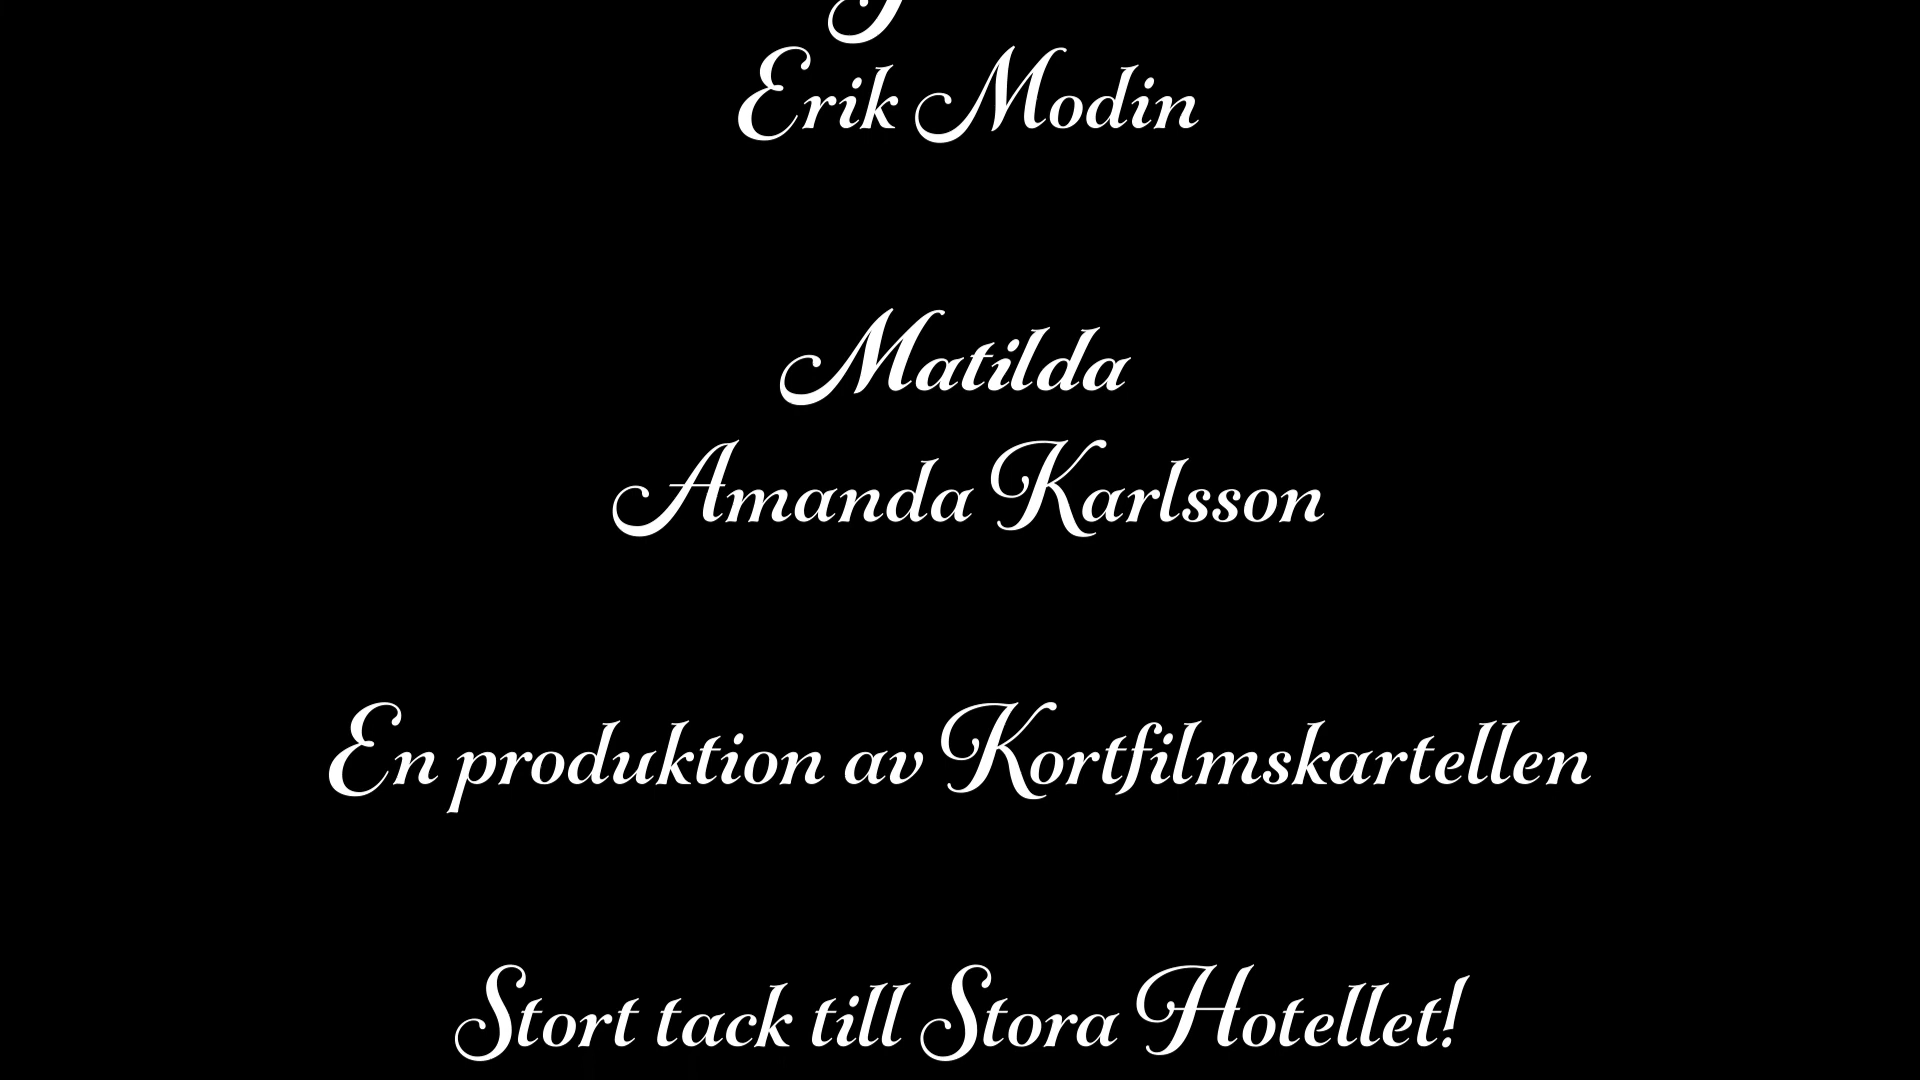 Erik Modin
Matilda
Amanda Karlsson
En produktion av Kortfilmskartellen
Stort tack till Stora Hotellet!